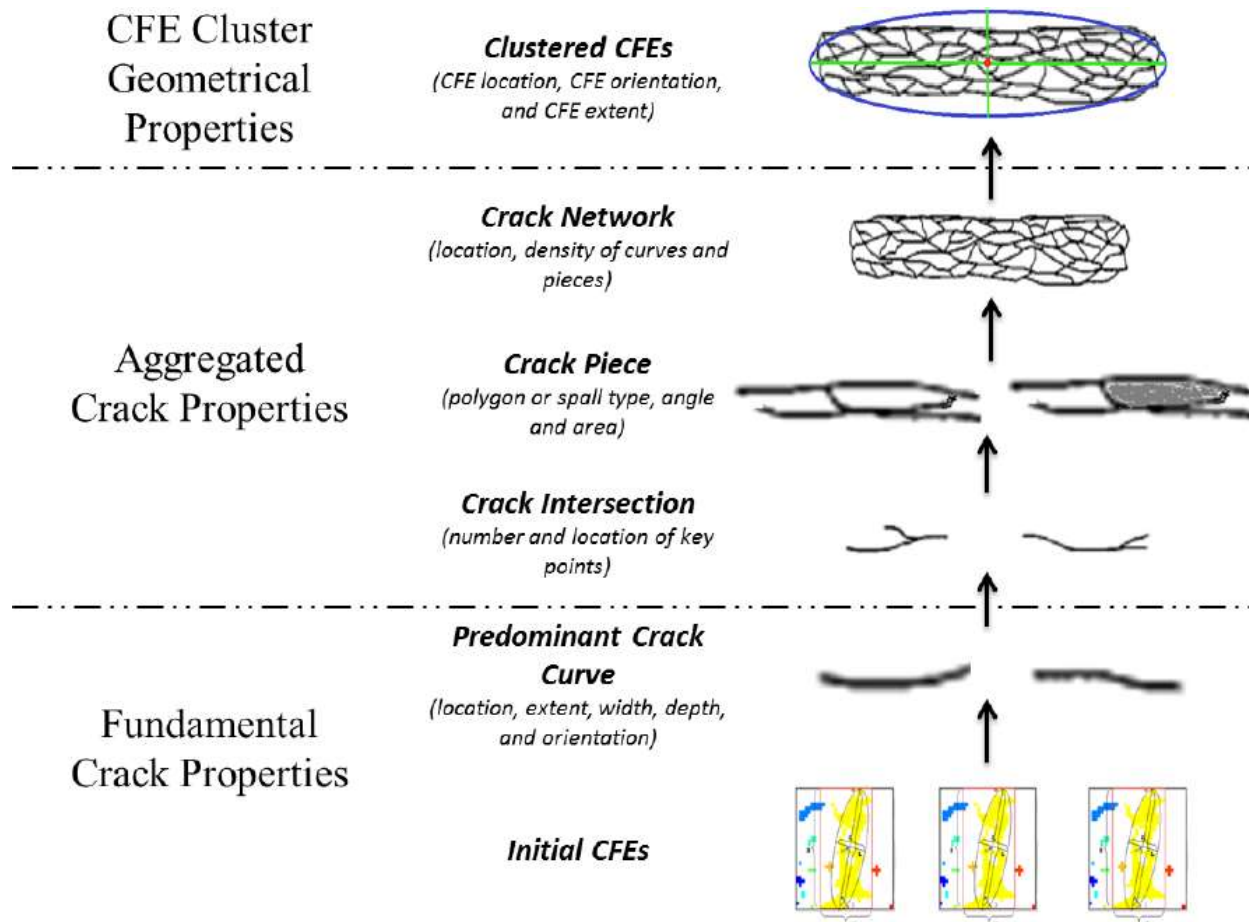 CFE Cluster
Geometrical
Properties
Clustered CFEs
(CFE location, CFE orientation,
and CFE extent)
Crack Network
(location, density of curves and
pieces)
Aggregated
Crack Properties
Crack Piece
(polygon or spall type, angle
and area)
Crack Intersection
(number and location of key
points)
Predominant Crack
Curve
(location, extent, width, depth,
and orientation)
Fundamental
Crack Properties
Initial CFEs